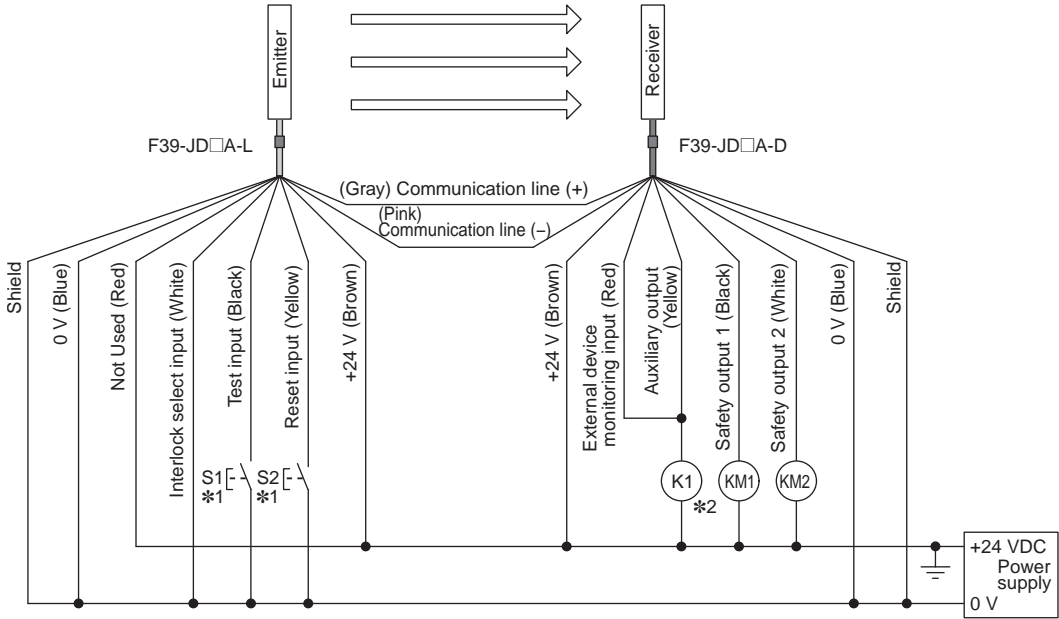 Emitter
Receiver
F39-JD□A-L
F39-JD□A-D
(Gray) Communication line (+)
(Pink)
Communication line (–)
Shield
0 V (Blue)
Not Used (Red)
Interlock select input (White)
Test input (Black)
Reset input (Yellow)
+24 V (Brown)
+24 V (Brown)
External device
monitoring input (Red)
Auxiliary output
(Yellow)
Safety output 1 (Black)
Safety output 2 (White)
0 V (Blue)
Shield
S1
✱1
S2
✱1
K1
✱2
KM1
KM2
+24 VDC
Power
supply
0 V